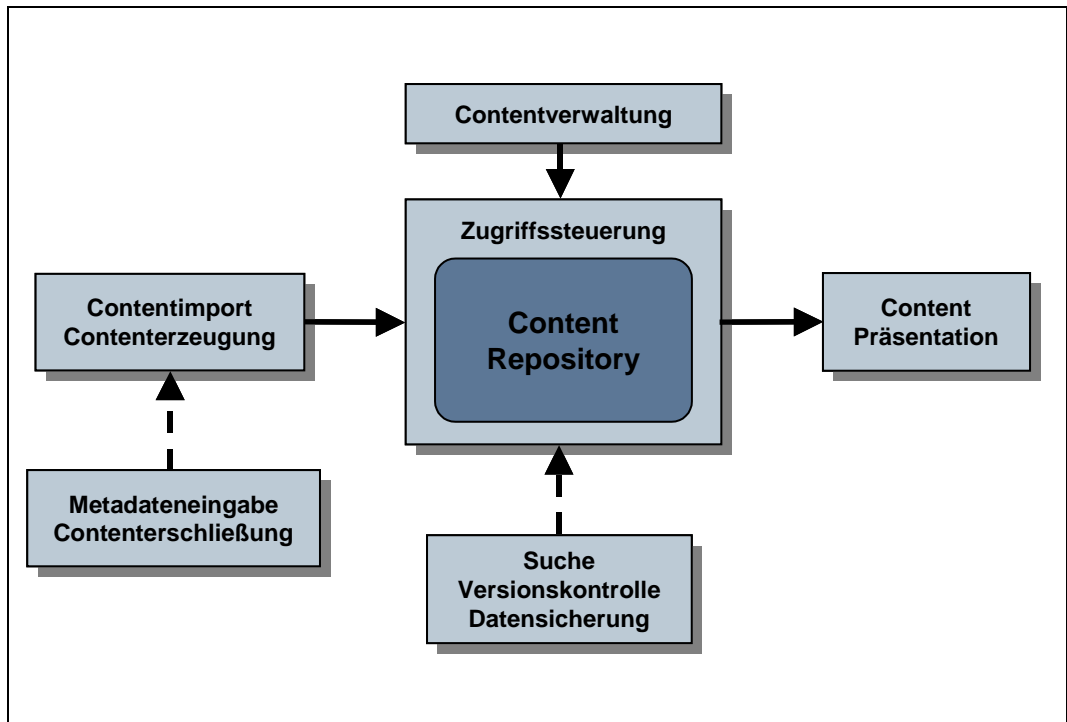 Contentverwaltung
Zugriffssteuerung
Content
Repository
Contentimport
Contenterzeugung
Content
Präsentation
Metadateneingabe
Contenterschließung
Suche
Versionskontrolle
Datensicherung